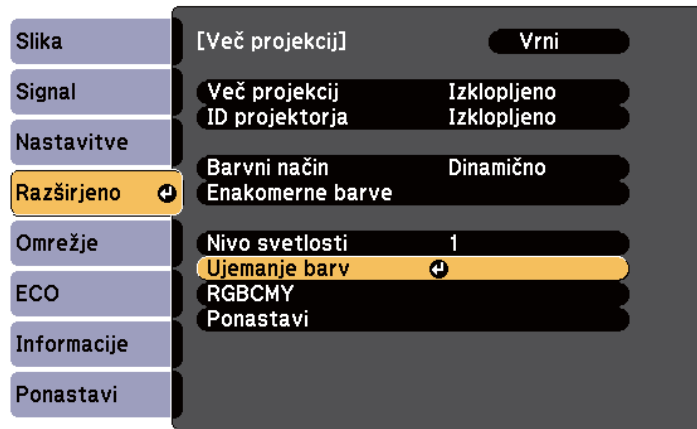 Slika
Signal
Nastavitve
Razširjeno
Omrežje
ECO
Informacije
Ponastavi
[Več projekcij] Vrni
Več projekcij Izklopljeno
ID projektorja Izklopljeno
Barvni način Dinamično
Enakomerne barve
Nivo svetlosti 1
Ujemanje barv
RGBCMY
Ponastavi